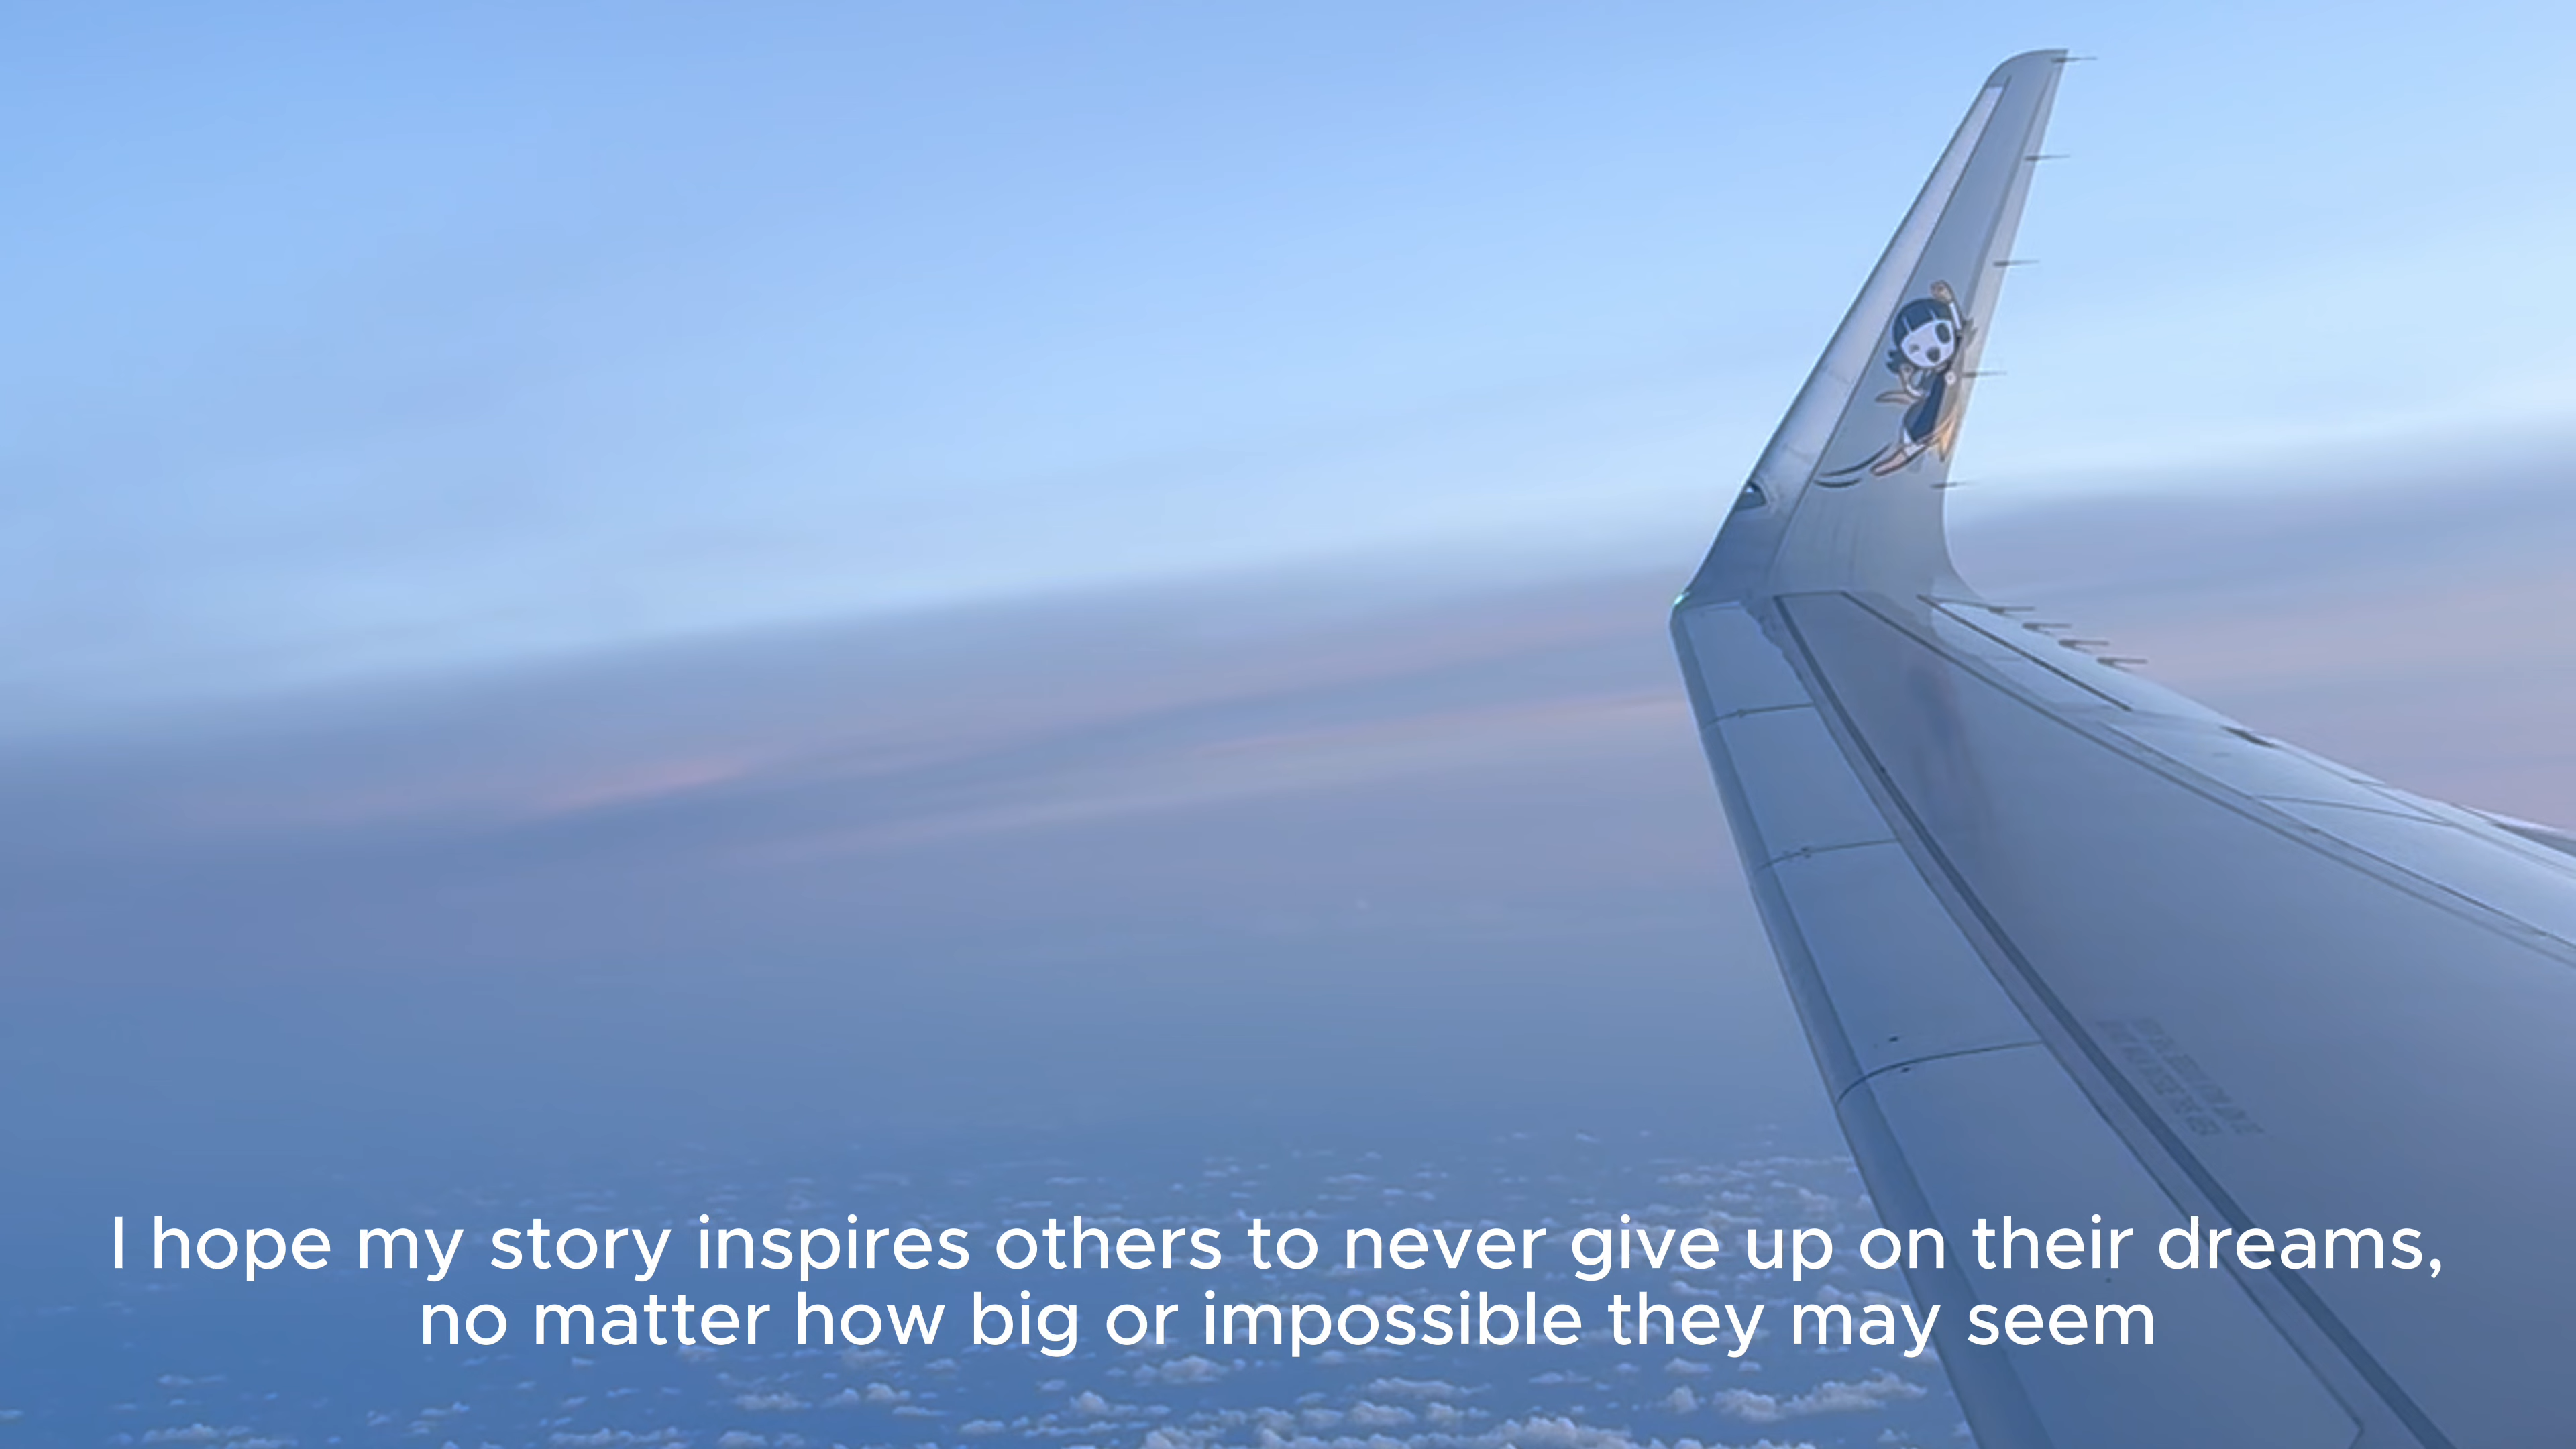 I hope my story inspires others to never give up on their dreams,
no matter how big or impossible they may seem